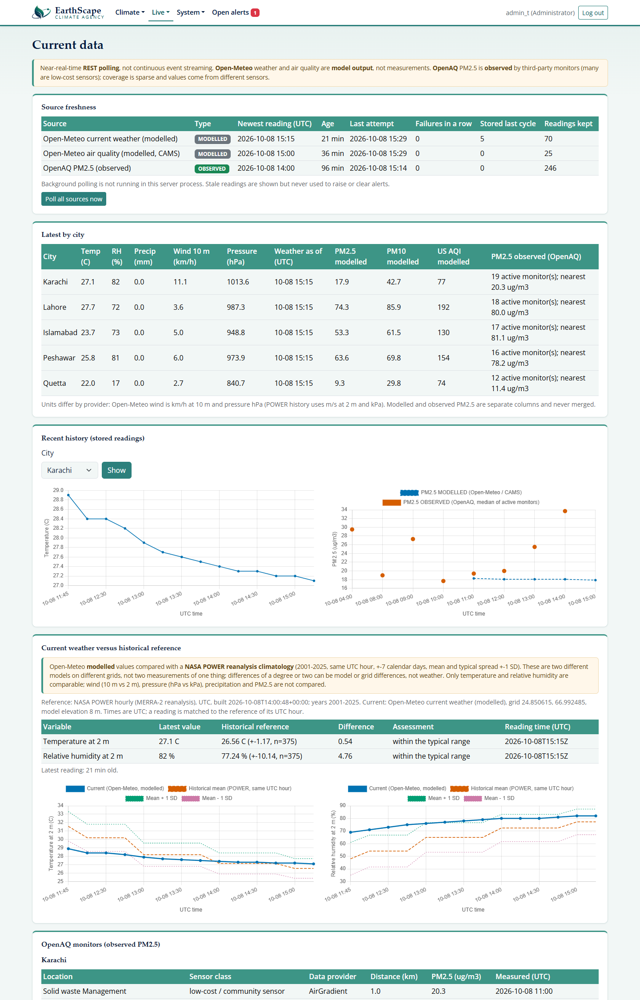 EarthScape
CLIMATE AGENCY
Climate Live System Open alerts 1
admin_t (Administrator) Log out
Current data
Near-real-time REST polling, not continuous event streaming. Open-Meteo weather and air quality are model output, not measurements. OpenAQ PM2.5 is observed by third-party monitors (many
are low-cost sensors); coverage is sparse and values come from different sensors.
Source freshness
Source Type Newest reading (UTC) Age Last attempt Failures in a row Stored last cycle Readings kept
Open-Meteo current weather (modelled) MODELLED 2026-10-08 15:15 21 min 2026-10-08 15:29 0 5 70
Open-Meteo air quality (modelled, CAMS) MODELLED 2026-10-08 15:00 36 min 2026-10-08 15:29 0 0 25
OpenAQ PM2.5 (observed) OBSERVED 2026-10-08 14:00 96 min 2026-10-08 15:14 0 0 246
Background polling is not running in this server process. Stale readings are shown but never used to raise or clear alerts.
Poll all sources now
Latest by city
City Temp (C) RH (%) Precip (mm) Wind 10 m (km/h) Pressure (hPa) Weather as of (UTC) PM2.5 modelled PM10 modelled US AQI modelled PM2.5 observed (OpenAQ)
Karachi 27.1 82 0.0 11.1 1013.6 10-08 15:15 17.9 42.7 77 19 active monitor(s); nearest 20.3 ug/m3
Lahore 27.7 72 0.0 3.6 987.3 10-08 15:15 74.3 85.9 192 18 active monitor(s); nearest 80.0 ug/m3
Islamabad 23.7 73 0.0 5.0 948.8 10-08 15:15 53.3 61.5 130 17 active monitor(s); nearest 81.1 ug/m3
Peshawar 25.8 81 0.0 6.0 973.9 10-08 15:15 63.6 69.8 154 16 active monitor(s); nearest 78.2 ug/m3
Quetta 22.0 17 0.0 2.7 840.7 10-08 15:15 9.3 29.8 74 12 active monitor(s); nearest 11.4 ug/m3
Units differ by provider: Open-Meteo wind is km/h at 10 m and pressure hPa (POWER history uses m/s at 2 m and kPa). Modelled and observed PM2.5 are separate columns and never merged.
Recent history (stored readings)
City
Karachi Show
Temperature (C)
29.0
28.8
28.6
28.4
28.2
28.0
27.8
27.6
27.4
27.2
27.0
10-08 11:45 10-08 12:30 10-08 13:00 10-08 13:30 10-08 14:00 10-08 14:30 10-08 15:00
UTC time
PM2.5 MODELLED (Open-Meteo / CAMS)
PM2.5 OBSERVED (OpenAQ, median of active monitors)
PM2.5 (ug/m3)
34
32
30
28
26
24
22
20
18
16
10-08 04:00 10-08 08:00 10-08 09:00 10-08 10:00 10-08 11:00 10-08 12:00 10-08 13:00 10-08 14:00 10-08 15:00
UTC time
Current weather versus historical reference
Open-Meteo modelled values compared with a NASA POWER reanalysis climatology (2001-2025, same UTC hour, +-7 calendar days, mean and typical spread +-1 SD). These are two different
models on different grids, not two measurements of one thing; differences of a degree or two can be model or grid differences, not weather. Only temperature and relative humidity are
comparable; wind (10 m vs 2 m), pressure (hPa vs kPa), precipitation and PM2.5 are not compared.
Reference: NASA POWER hourly (MERRA-2 reanalysis), UTC, built 2026-10-08T14:00:48+00:00; years 2001-2025. Current: Open-Meteo current weather (modelled), grid 24.850615, 66.992485,
model elevation 8 m. Times are UTC; a reading is matched to the reference of its UTC hour.
Variable Latest value Historical reference Difference Assessment Reading time (UTC)
Temperature at 2 m 27.1 C 26.56 C (+-1.17, n=375) 0.54 within the typical range 2026-10-08T15:15Z
Relative humidity at 2 m 82 % 77.24 % (+-10.14, n=375) 4.76 within the typical range 2026-10-08T15:15Z
Latest reading: 21 min old.
Current (Open-Meteo, modelled) Historical mean (POWER, same UTC hour)
Mean + 1 SD Mean - 1 SD
Temperature at 2 m (C)
34
33
32
31
30
29
28
27
26
25
10-08 11:45 10-08 12:30 10-08 13:00 10-08 13:30 10-08 14:00 10-08 14:30 10-08 15:00
UTC time
Current (Open-Meteo, modelled) Historical mean (POWER, same UTC hour)
Mean + 1 SD Mean - 1 SD
Relative humidity at 2 m (%)
90
80
70
60
50
40
30
10-08 11:45 10-08 12:30 10-08 13:00 10-08 13:30 10-08 14:00 10-08 14:30 10-08 15:00
UTC time
OpenAQ monitors (observed PM2.5)
Karachi
Location Sensor class Data provider Distance (km) PM2.5 (ug/m3) Measured (UTC)
Solid waste Management low-cost / community sensor AirGradient 1.0 20.3 2026-10-08 11:00